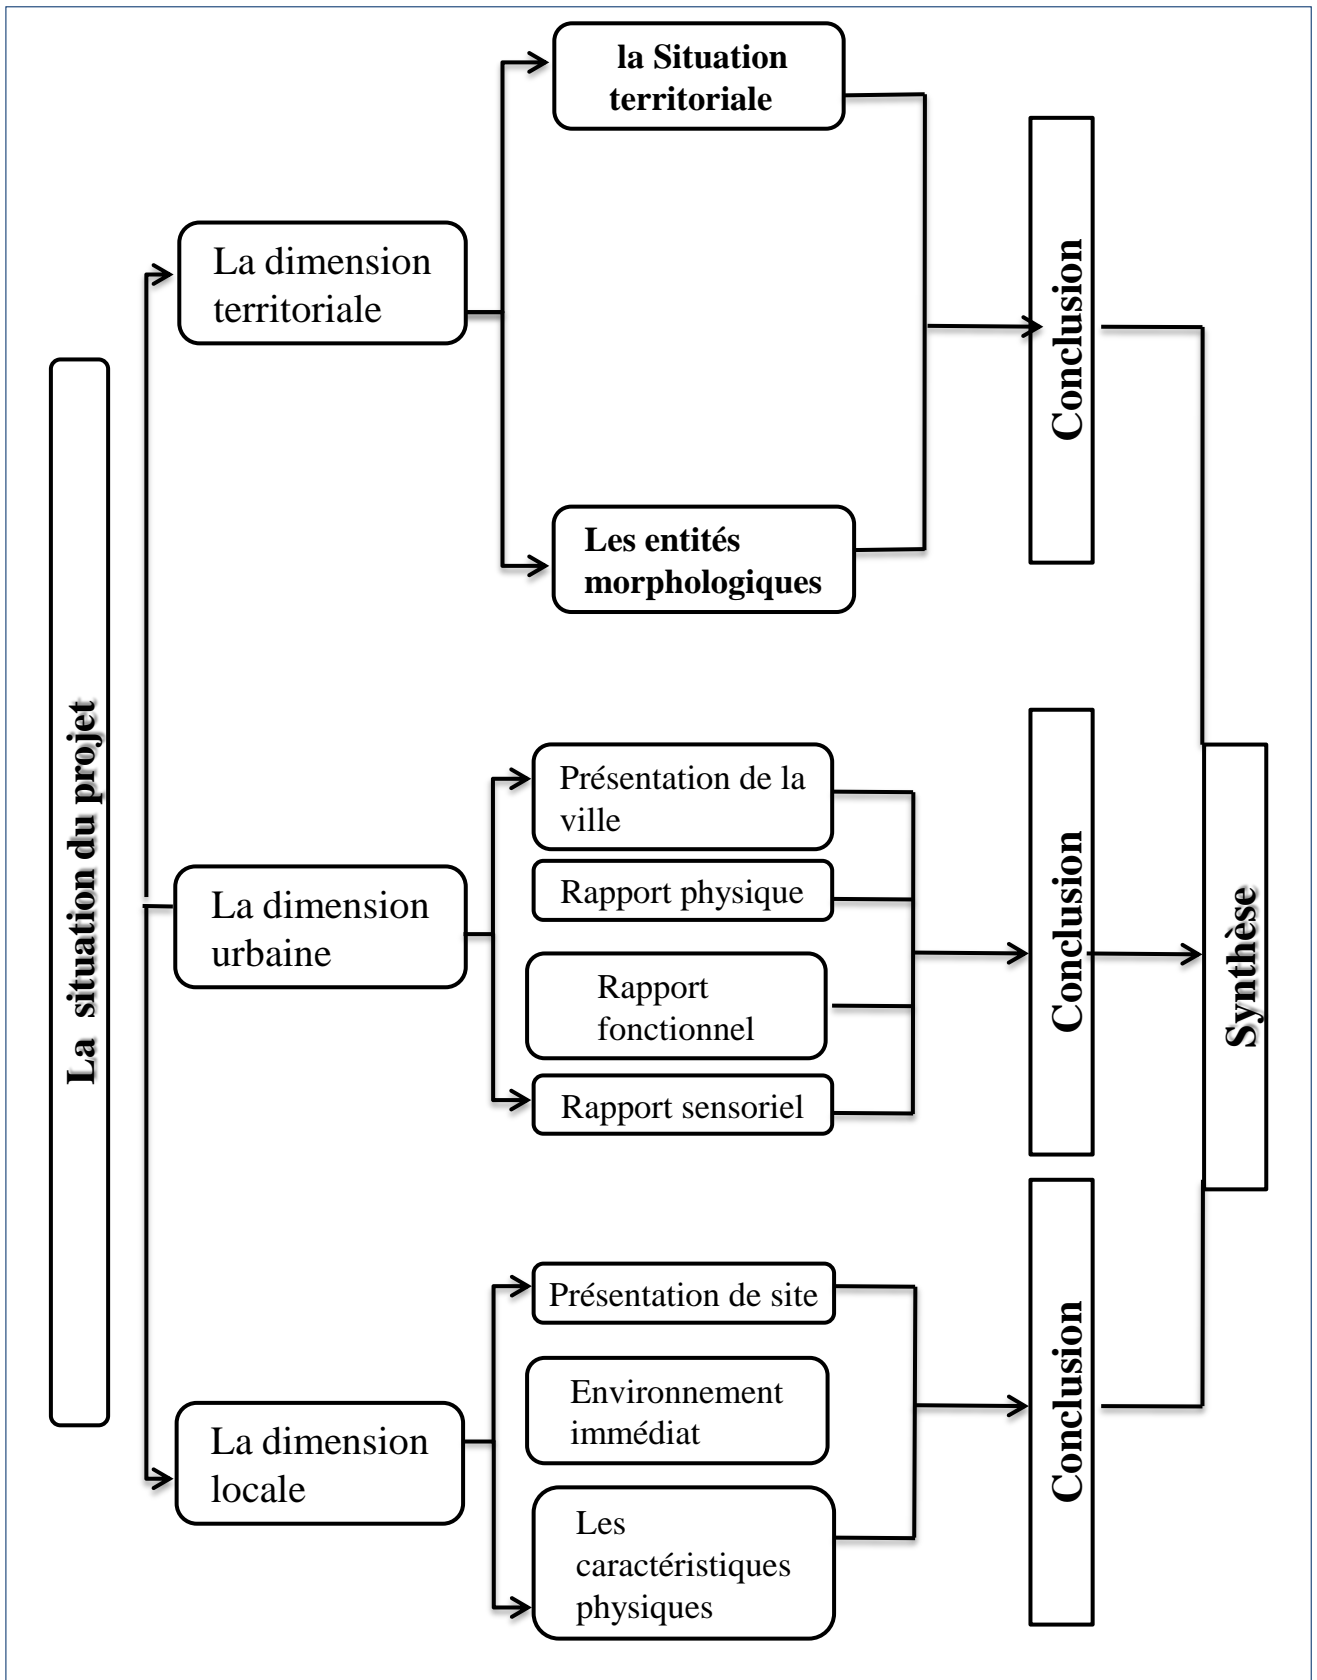 La situation du projet
La dimension
territoriale
la Situation
territoriale
Les entités
morphologiques
Conclusion
La dimension
urbaine
Présentation de la
ville
Rapport physique
Rapport
fonctionnel
Rapport sensoriel
Conclusion
La dimension
locale
Présentation de site
Environnement
immédiat
Les
caractéristiques
physiques
Conclusion
Synthèse